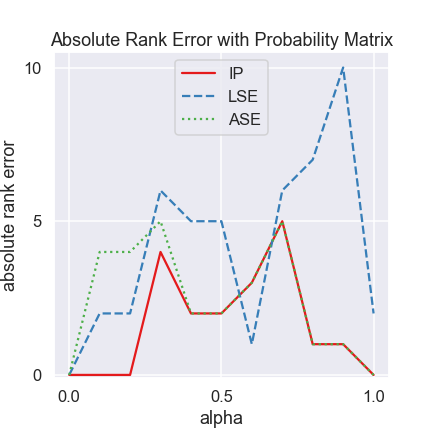 Absolute Rank Error with Probability Matrix
IP
LSE
ASE
absolute rank error
10
5
0
0.0
0.5
1.0
alpha